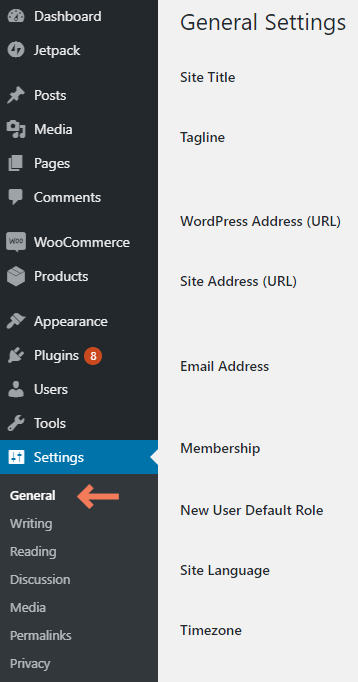 Dashboard
Jetpack
Posts
Media
Pages
Comments
WOO WooCommerce
Products
Appearance
Plugins 8
Users
Tools
Settings
General
Writing
Reading
Discussion
Media
Permalinks
Privacy
General Settings
Site Title
Tagline
WordPress Address (URL)
Site Address (URL)
Email Address
Membership
New User Default Role
Site Language
Timezone